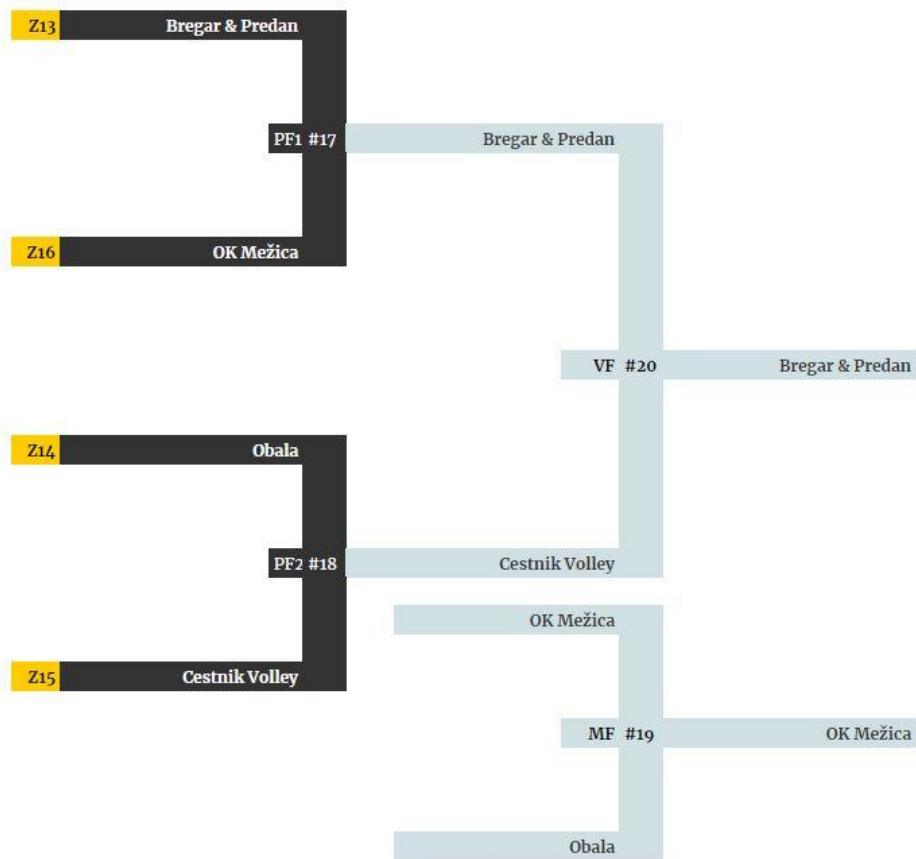 Z13 Bregar & Predan
PF1 #17 Bregar & Predan
Z16 OK Mežica
VF #20 Bregar & Predan
Z14 Obala
PF2 #18 Cestnik Volley
OK Mežica
Z15 Cestnik Volley
MF #19 OK Mežica
Obala